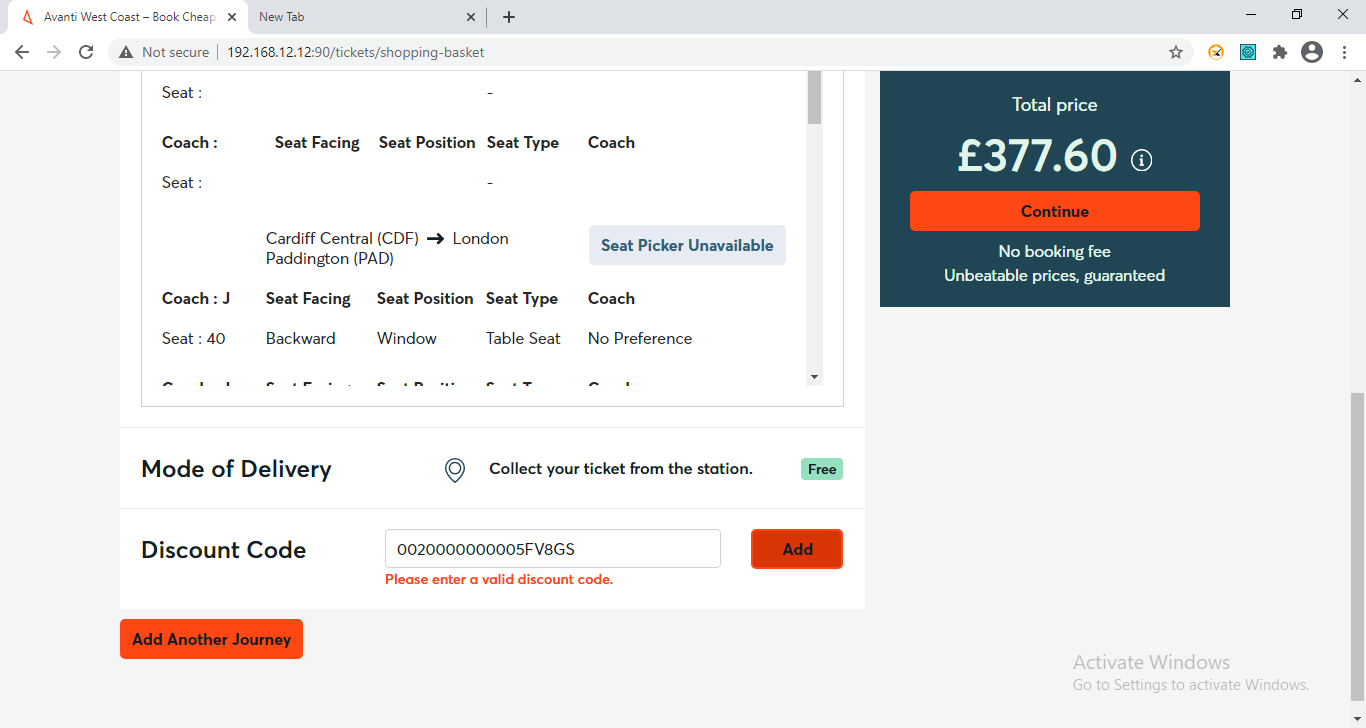 Avanti West Coast – Book Cheap
New Tab
Not secure
192.168.12.12:90/tickets/shopping-basket
Seat :
-
Coach : Seat Facing Seat Position Seat Type Coach
Seat :
-
Cardiff Central (CDF) → London
Paddington (PAD)
Seat Picker Unavailable
Coach : J Seat Facing Seat Position Seat Type Coach
Seat : 40 Backward Window Table Seat No Preference
Total price
£377.60
Continue
No booking fee
Unbeatable prices, guaranteed
Mode of Delivery
Collect your ticket from the station.
Free
Discount Code
0020000000005FV8GS
Add
Please enter a valid discount code.
Add Another Journey
Activate Windows
Go to Settings to activate Windows.